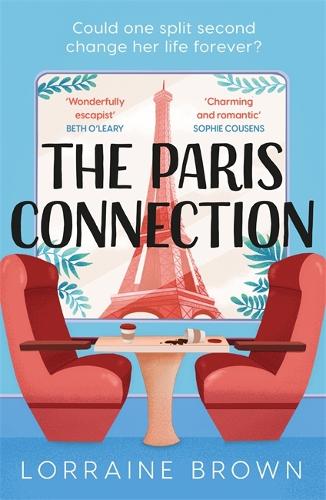 Could one split second
change her life forever?
'Wonderfully
escapist'
BETH O'LEARY
'Charming
and romantic'
SOPHIE COUSENS
THE PARIS
CONNECTION
LORRAINE BROWN